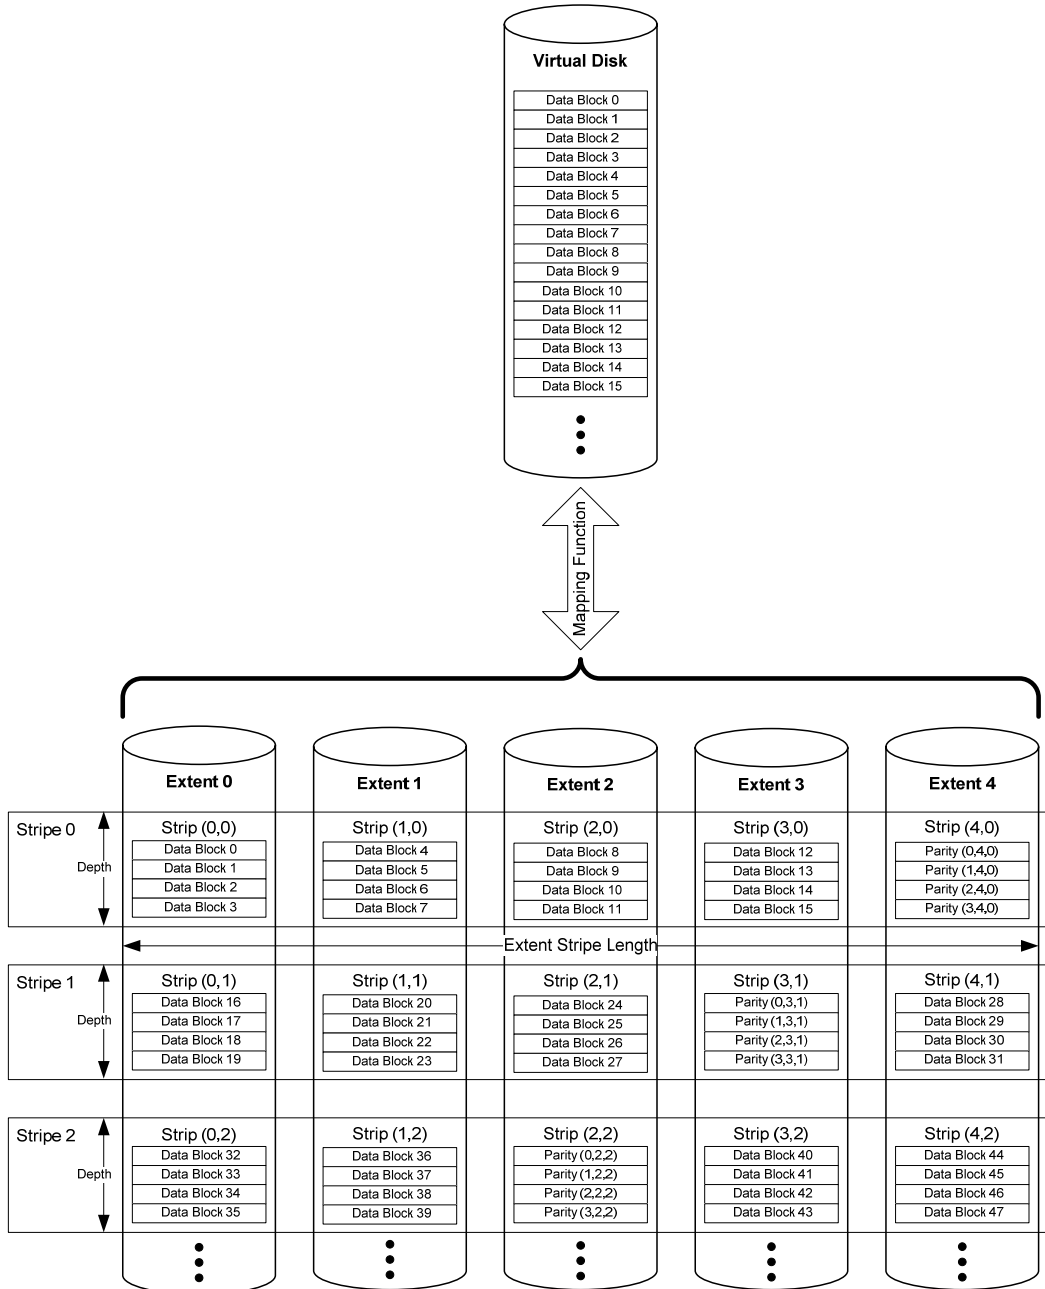 Virtual Disk
Data Block 0
Data Block 1
Data Block 2
Data Block 3
Data Block 4
Data Block 5
Data Block 6
Data Block 7
Data Block 8
Data Block 9
Data Block 10
Data Block 11
Data Block 12
Data Block 13
Data Block 14
Data Block 15
Mapping Function
Extent 0
Extent 1
Extent 2
Extent 3
Extent 4
Stripe 0
Depth
Strip (0,0)
Data Block 0
Data Block 1
Data Block 2
Data Block 3
Strip (1,0)
Data Block 4
Data Block 5
Data Block 6
Data Block 7
Strip (2,0)
Data Block 8
Data Block 9
Data Block 10
Data Block 11
Strip (3,0)
Data Block 12
Data Block 13
Data Block 14
Data Block 15
Strip (4,0)
Parity (0,4,0)
Parity (1,4,0)
Parity (2,4,0)
Parity (3,4,0)
Extent Stripe Length
Stripe 1
Depth
Strip (0,1)
Data Block 16
Data Block 17
Data Block 18
Data Block 19
Strip (1,1)
Data Block 20
Data Block 21
Data Block 22
Data Block 23
Strip (2,1)
Data Block 24
Data Block 25
Data Block 26
Data Block 27
Strip (3,1)
Parity (0,3,1)
Parity (1,3,1)
Parity (2,3,1)
Parity (3,3,1)
Strip (4,1)
Data Block 28
Data Block 29
Data Block 30
Data Block 31
Stripe 2
Depth
Strip (0,2)
Data Block 32
Data Block 33
Data Block 34
Data Block 35
Strip (1,2)
Data Block 36
Data Block 37
Data Block 38
Data Block 39
Strip (2,2)
Parity (0,2,2)
Parity (1,2,2)
Parity (2,2,2)
Parity (3,2,2)
Strip (3,2)
Data Block 40
Data Block 41
Data Block 42
Data Block 43
Strip (4,2)
Data Block 44
Data Block 45
Data Block 46
Data Block 47